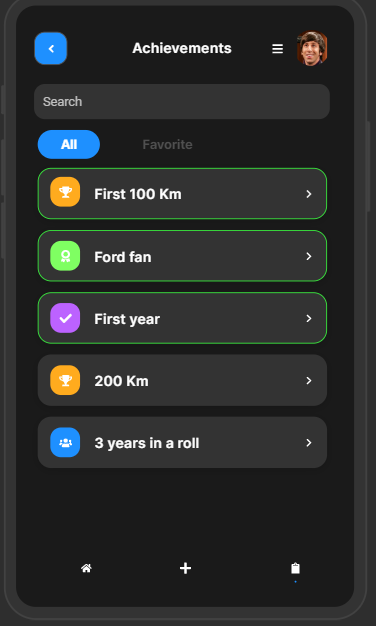 Achievements
Search
All
Favorite
First 100 Km
Ford fan
First year
200 Km
3 years in a roll